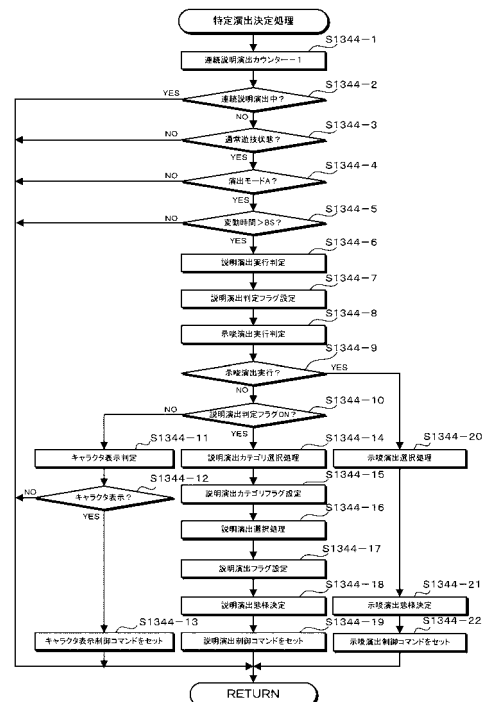 特定演出決定処理
S1344-1
連続説明演出カウンター-1
S1344-2
連続説明演出中?
YES
NO
S1344-3
通常遊技状態?
NO
YES
S1344-4
演出モードA?
NO
YES
S1344-5
変動時間>8S?
NO
YES
S1344-6
説明演出実行判定
S1344-7
説明演出判定フラグ設定
S1344-8
示唆演出実行判定
S1344-9
示唆演出実行?
YES
NO
S1344-10
説明演出判定フラグON?
NO
YES
S1344-11
キャラクタ表示判定
S1344-14
説明演出カテゴリ選択処理
S1344-20
示唆演出選択処理
S1344-12
キャラクタ表示?
NO
YES
S1344-15
説明演出カテゴリフラグ設定
S1344-16
説明演出選択処理
S1344-17
説明演出フラグ設定
S1344-18
説明演出態様決定
S1344-21
示唆演出態様決定
S1344-13
キャラクタ表示制御コマンドをセット
S1344-19
説明演出制御コマンドをセット
S1344-22
示唆演出制御コマンドをセット
RETURN